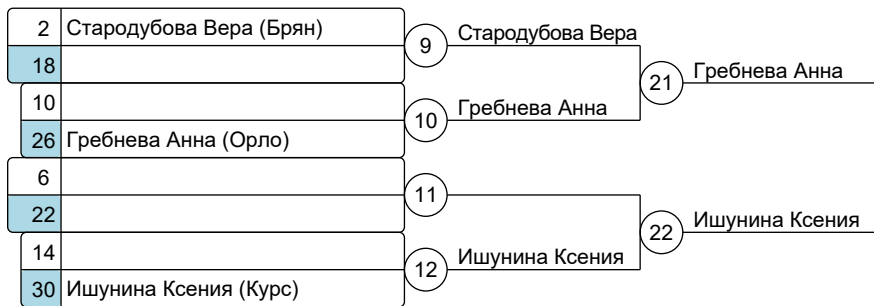 2 Стародубова Вера (Брян)
9 Стародубова Вера
18
21 Гребнева Анна
10
10 Гребнева Анна
26 Гребнева Анна (Орло)
6
11
22
22 Ишунина Ксения
14
12 Ишунина Ксения
30 Ишунина Ксения (Курс)